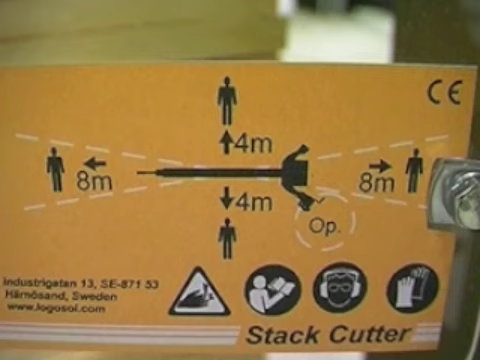 CE
4m
8m
8m
4m
Op.
Industrigatan 13, SE-871 53
Härnösand, Sweden
www.logosol.com
Stack Cutter